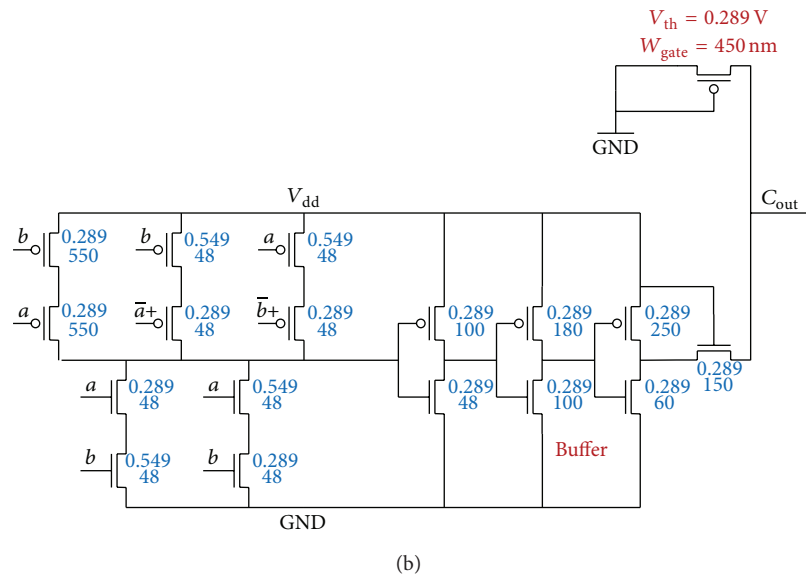 V_th = 0.289 V
W_gate = 450 nm
GND
V_dd
C_out
b 0.289 550
b 0.549 48
a 0.549 48
a 0.289 550
a̅+ 0.289 48
b̅+ 0.289 48
0.289 100
0.289 180
0.289 250
0.289 150
a 0.289 48
a 0.549 48
0.289 48
0.289 100
0.289 60
b 0.549 48
b 0.289 48
Buffer
GND
(b)